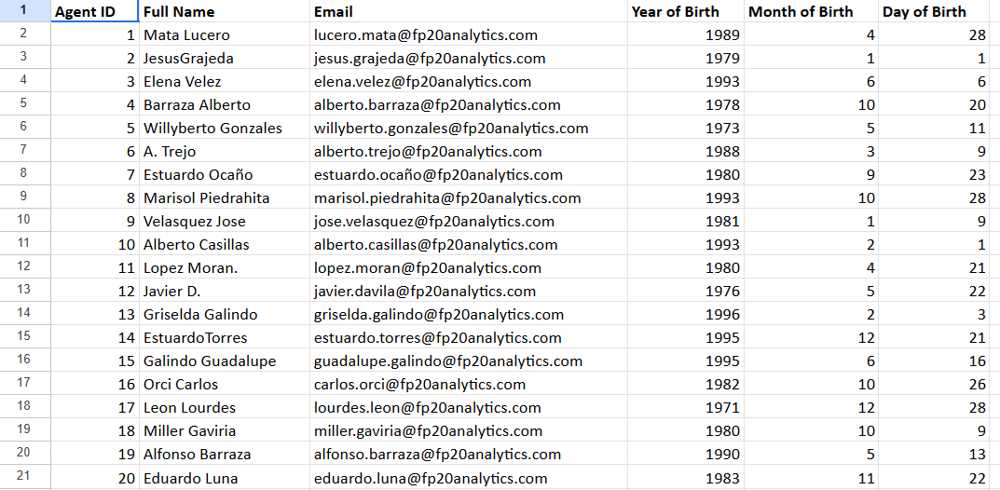 1 Agent ID Full Name Email Year of Birth Month of Birth Day of Birth
2 1 Mata Lucero lucero.mata@fp20analytics.com 1989 4 28
3 2 JesusGrajeda jesus.grajeda@fp20analytics.com 1979 1 1
4 3 Elena Velez elena.velez@fp20analytics.com 1993 6 6
5 4 Barraza Alberto alberto.barraza@fp20analytics.com 1978 10 20
6 5 Willyberto Gonzales willyberto.gonzales@fp20analytics.com 1973 5 11
7 6 A. Trejo alberto.trejo@fp20analytics.com 1988 3 9
8 7 Estuardo Ocaño estuardo.ocaño@fp20analytics.com 1980 9 23
9 8 Marisol Piedrahita marisol.piedrahita@fp20analytics.com 1993 10 28
10 9 Velasquez Jose jose.velasquez@fp20analytics.com 1981 1 9
11 10 Alberto Casillas alberto.casillas@fp20analytics.com 1993 2 1
12 11 Lopez Moran. lopez.moran@fp20analytics.com 1980 4 21
13 12 Javier D. javier.davila@fp20analytics.com 1976 5 22
14 13 Griselda Galindo griselda.galindo@fp20analytics.com 1996 2 3
15 14 EstuardoTorres estuardo.torres@fp20analytics.com 1995 12 21
16 15 Galindo Guadalupe guadalupe.galindo@fp20analytics.com 1995 6 16
17 16 Orci Carlos carlos.orci@fp20analytics.com 1982 10 26
18 17 Leon Lourdes lourdes.leon@fp20analytics.com 1971 12 28
19 18 Miller Gaviria miller.gaviria@fp20analytics.com 1980 10 9
20 19 Alfonso Barraza alfonso.barraza@fp20analytics.com 1990 5 13
21 20 Eduardo Luna eduardo.luna@fp20analytics.com 1983 11 22